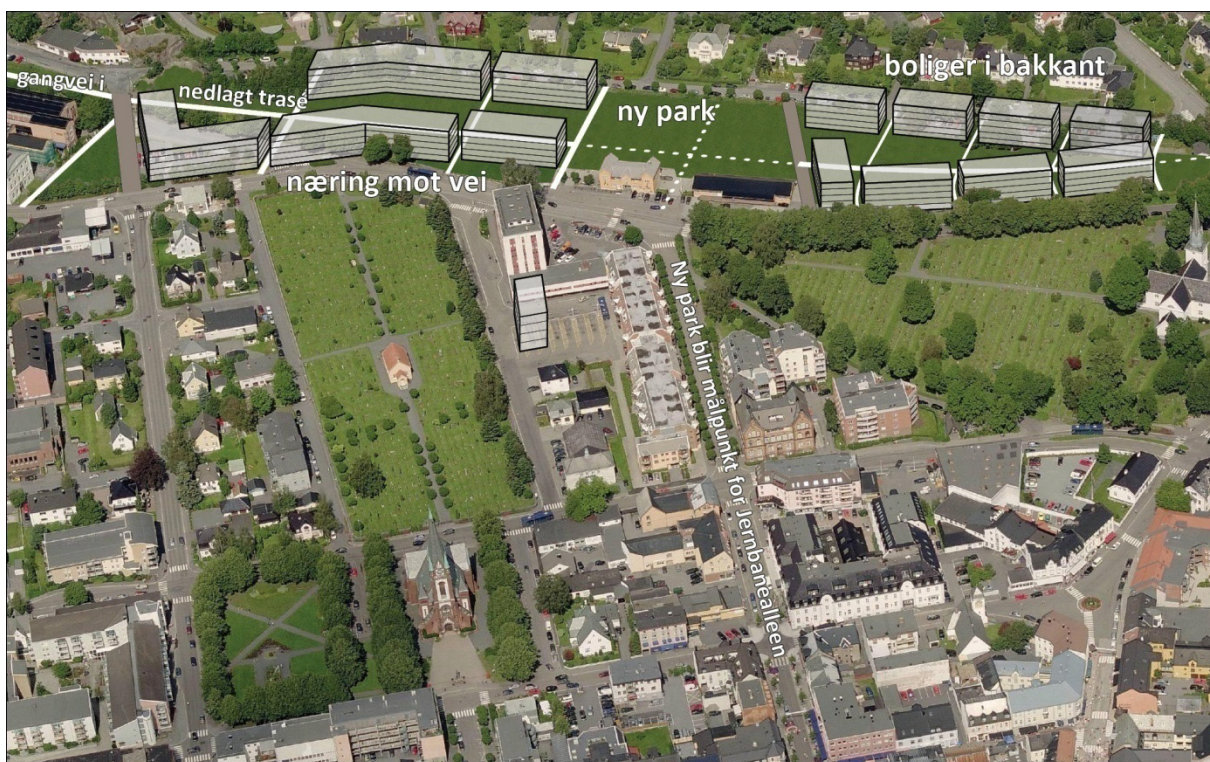 boliger i bakkant
gangvei i
nedlagt trasé
ny park
næring mot vei
Ny park blir målpunkt for Jernbanealleen